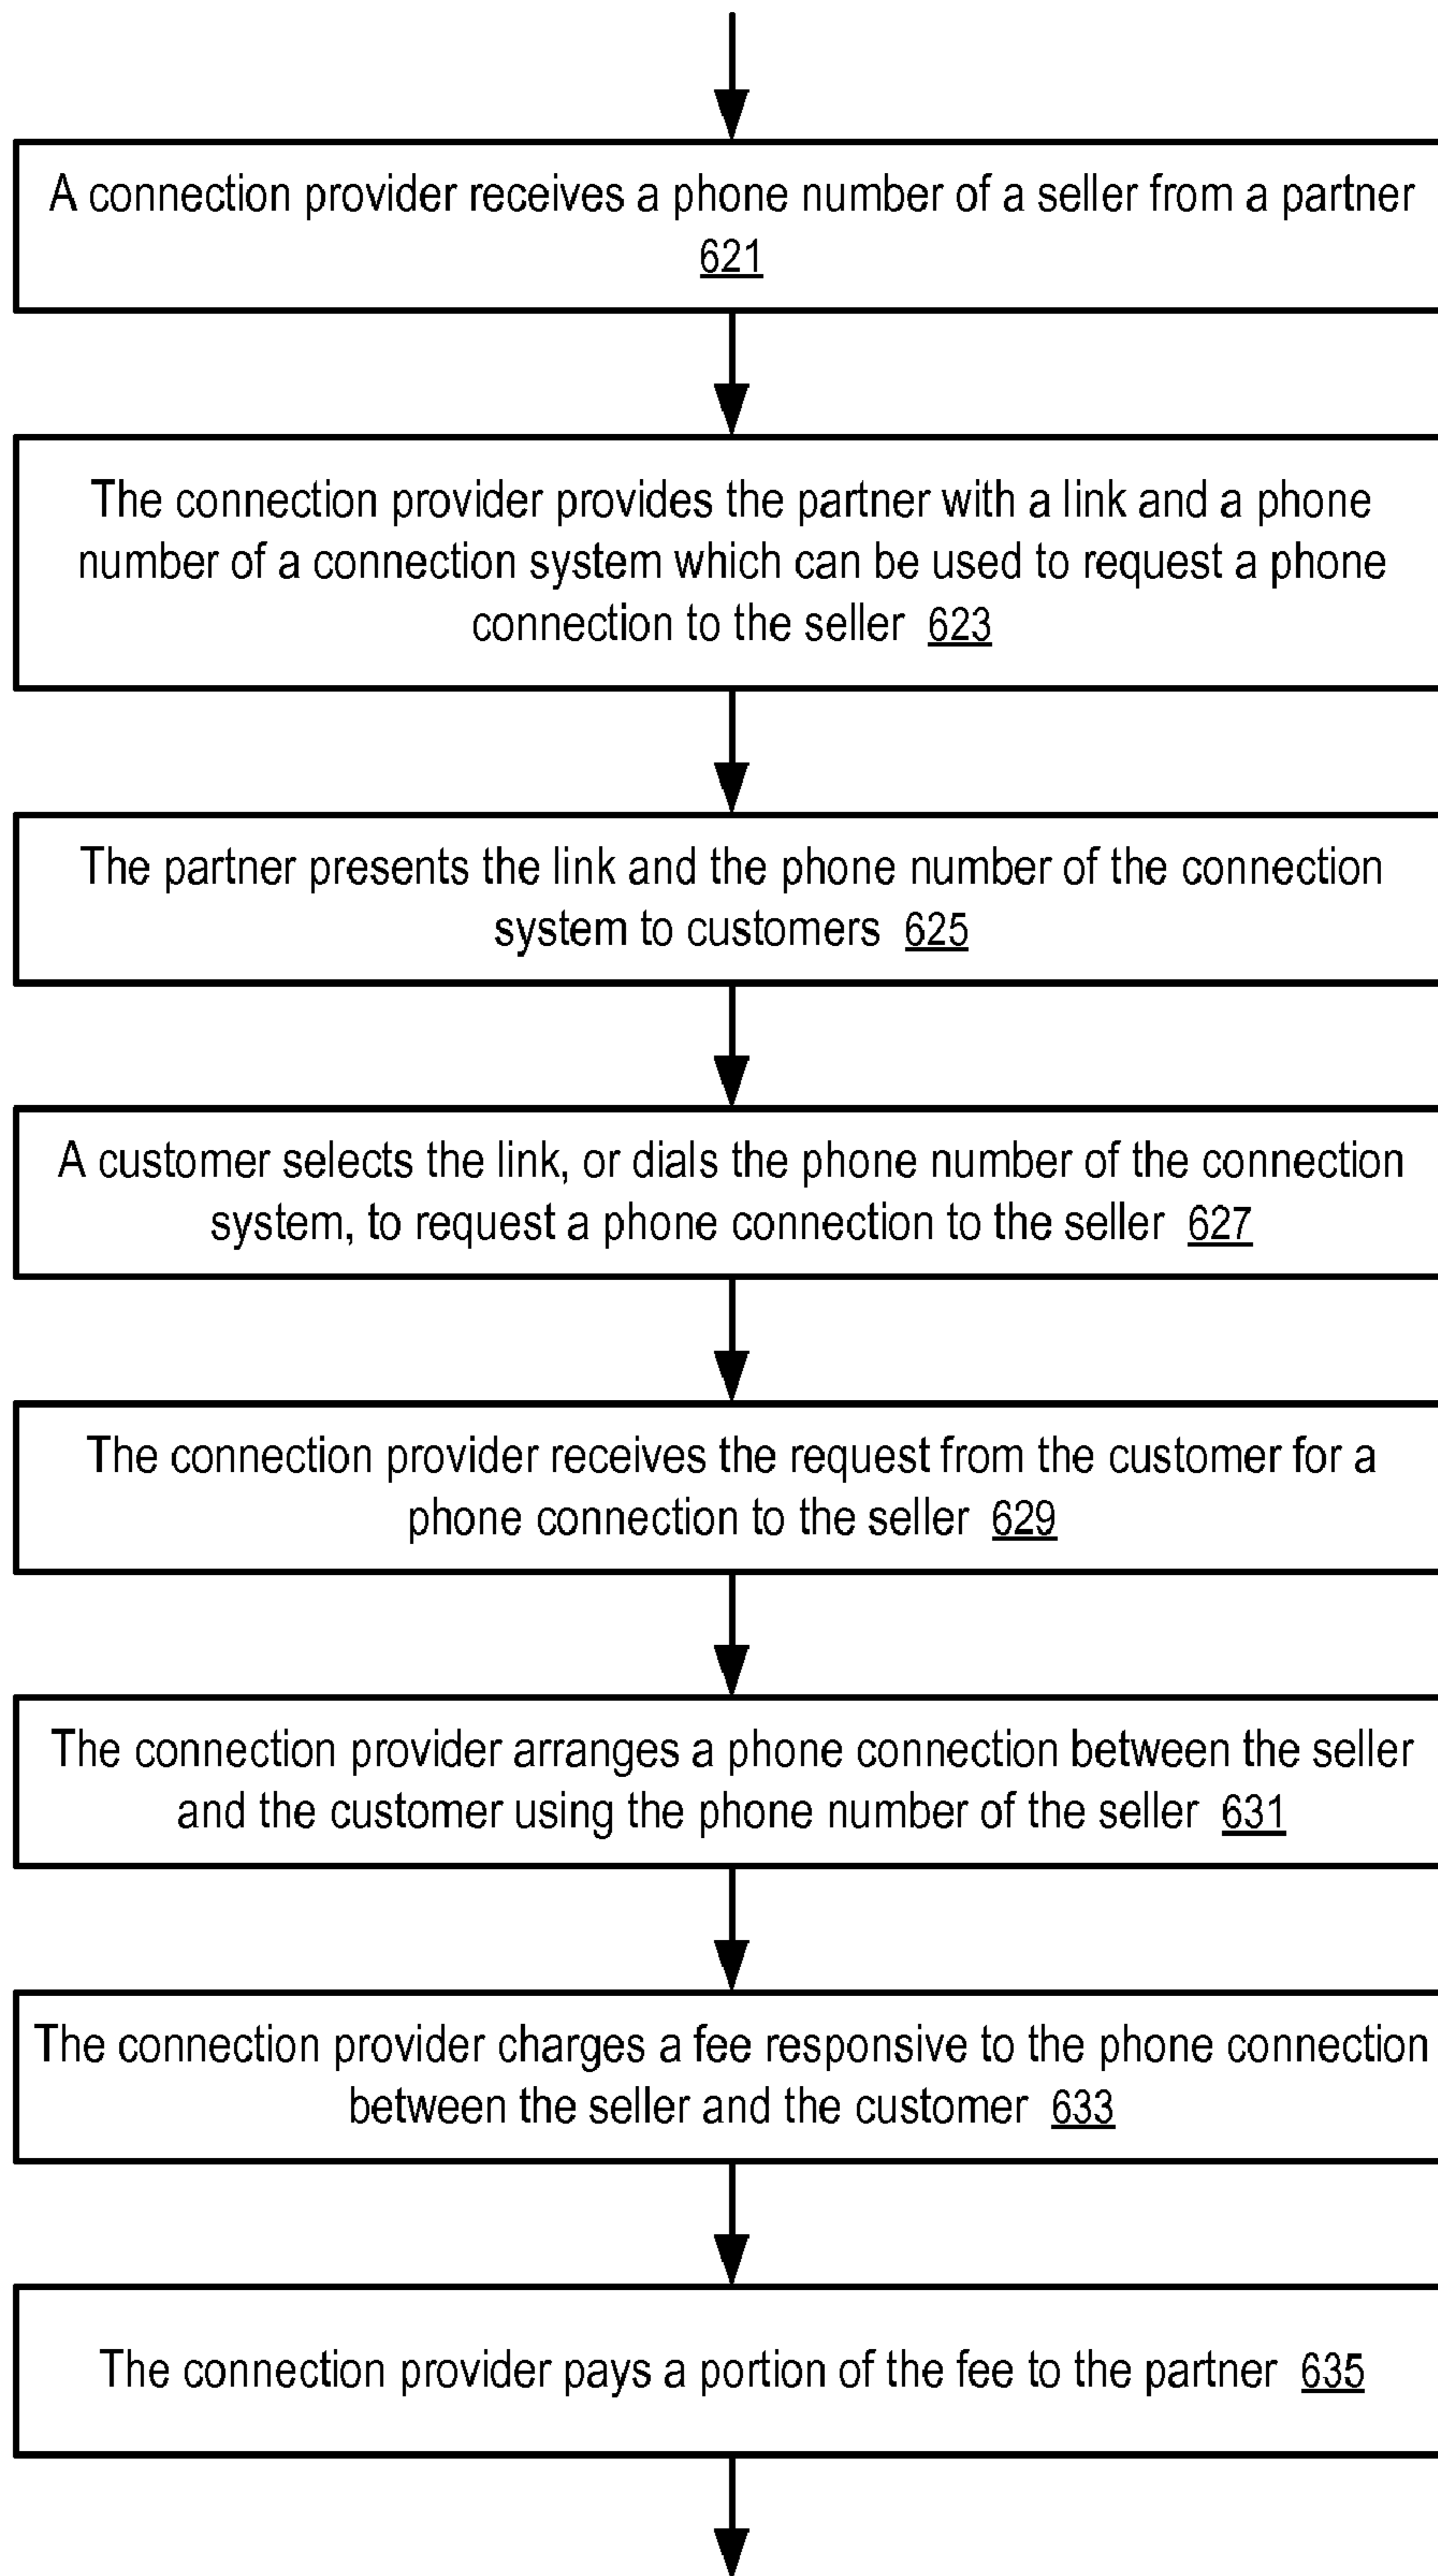 A connection provider receives a phone number of a seller from a partner
621
The connection provider provides the partner with a link and a phone
number of a connection system which can be used to request a phone
connection to the seller 623
The partner presents the link and the phone number of the connection
system to customers 625
A customer selects the link, or dials the phone number of the connection
system, to request a phone connection to the seller 627
The connection provider receives the request from the customer for a
phone connection to the seller 629
The connection provider arranges a phone connection between the seller
and the customer using the phone number of the seller 631
The connection provider charges a fee responsive to the phone connection
between the seller and the customer 633
The connection provider pays a portion of the fee to the partner 635